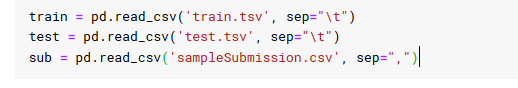 train = pd.read_csv('train.tsv', sep="\t")
test = pd.read_csv('test.tsv', sep="\t")
sub = pd.read_csv('sampleSubmission.csv', sep=",")